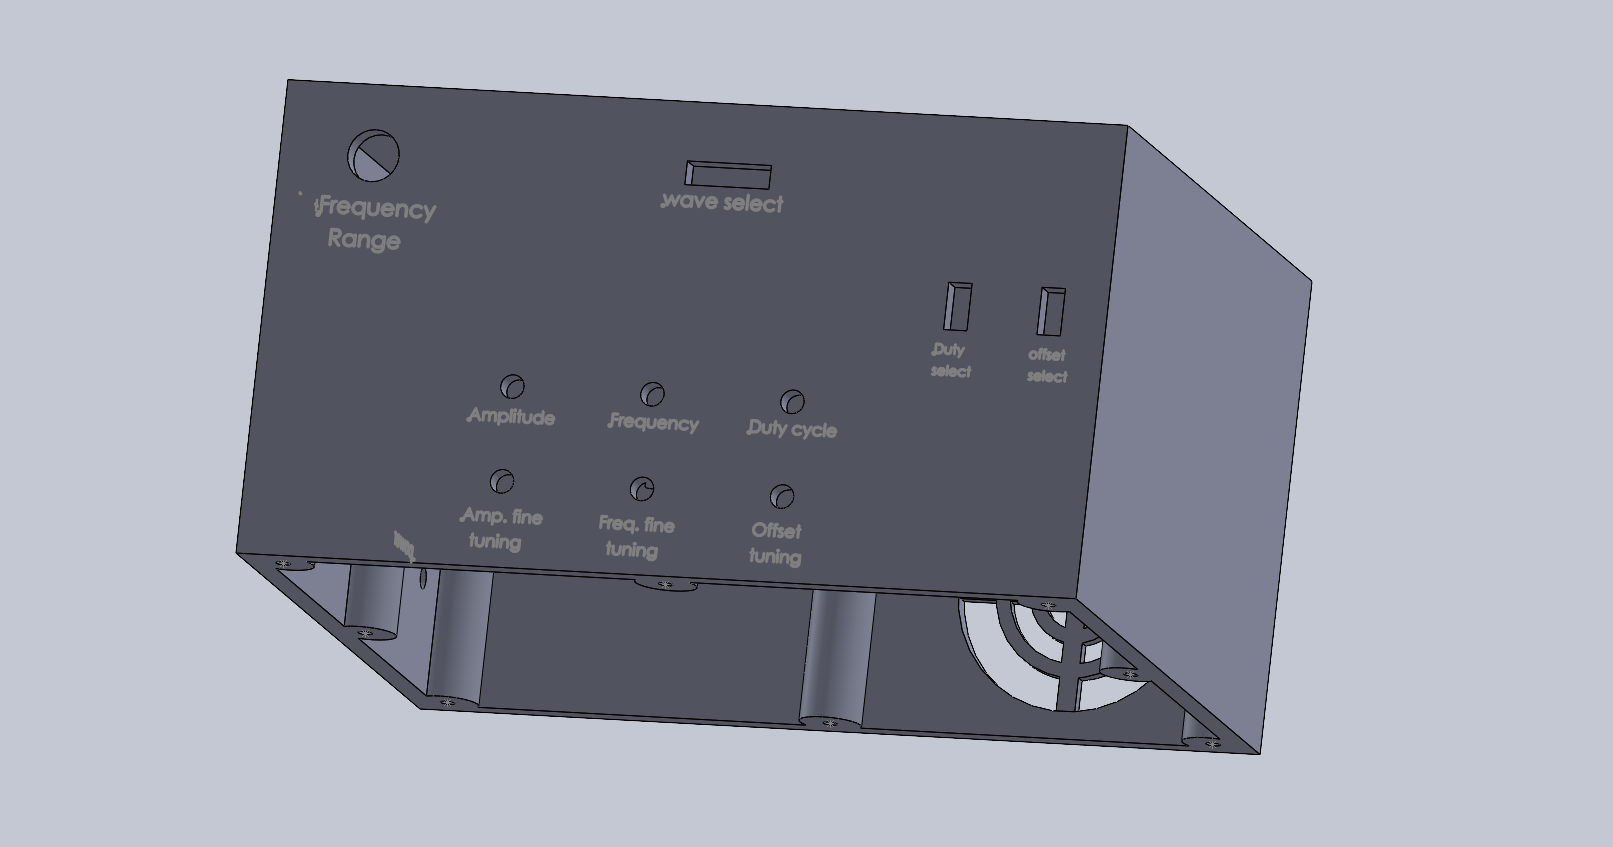 Frequency
Range
wave select
Duty
select
offset
select
Amplitude
Frequency
Duty cycle
Amp. fine
tuning
Freq. fine
tuning
Offset
tuning